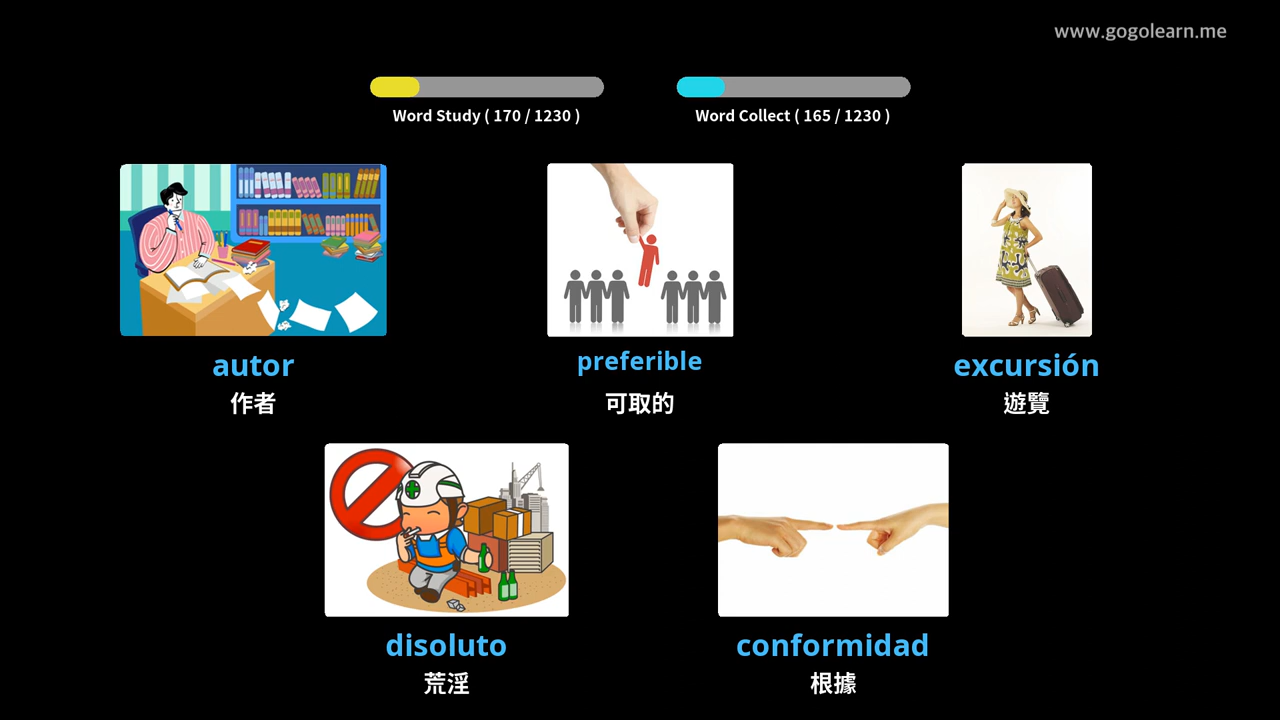 www.gogolearn.me
Word Study ( 170 / 1230 )
Word Collect ( 165 / 1230 )
autor
作者
preferible
可取的
excursión
遊覽
disoluto
荒淫
conformidad
根據